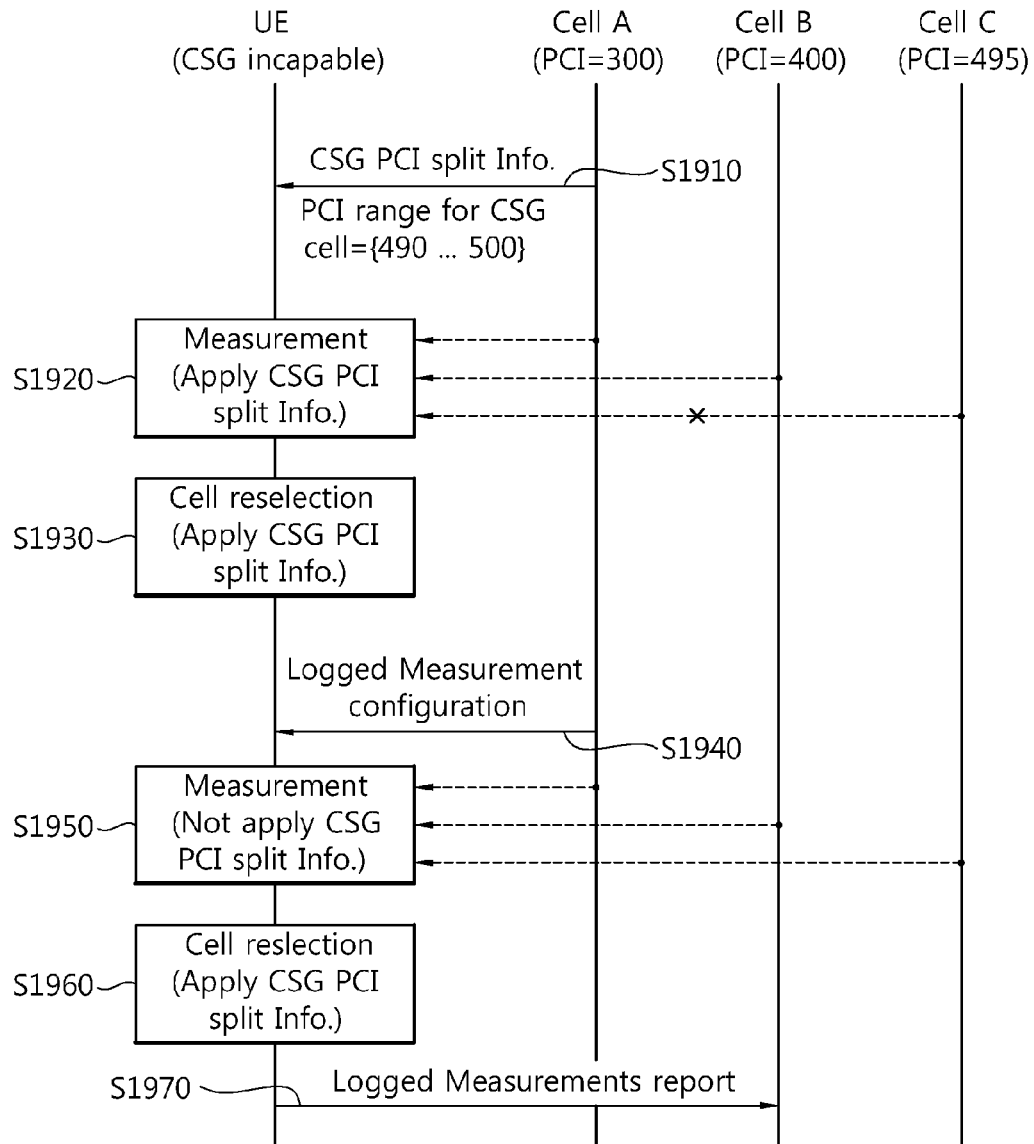 UE
(CSG incapable)
Cell A
(PCI=300)
Cell B
(PCI=400)
Cell C
(PCI=495)
CSG PCI split Info.
S1910
PCI range for CSG
cell={490 ... 500}
S1920
Measurement
(Apply CSG PCI
split Info.)
S1930
Cell reselection
(Apply CSG PCI
split Info.)
Logged Measurement
configuration
S1940
S1950
Measurement
(Not apply CSG
PCI split Info.)
S1960
Cell reslection
(Apply CSG PCI
split Info.)
S1970
Logged Measurements report